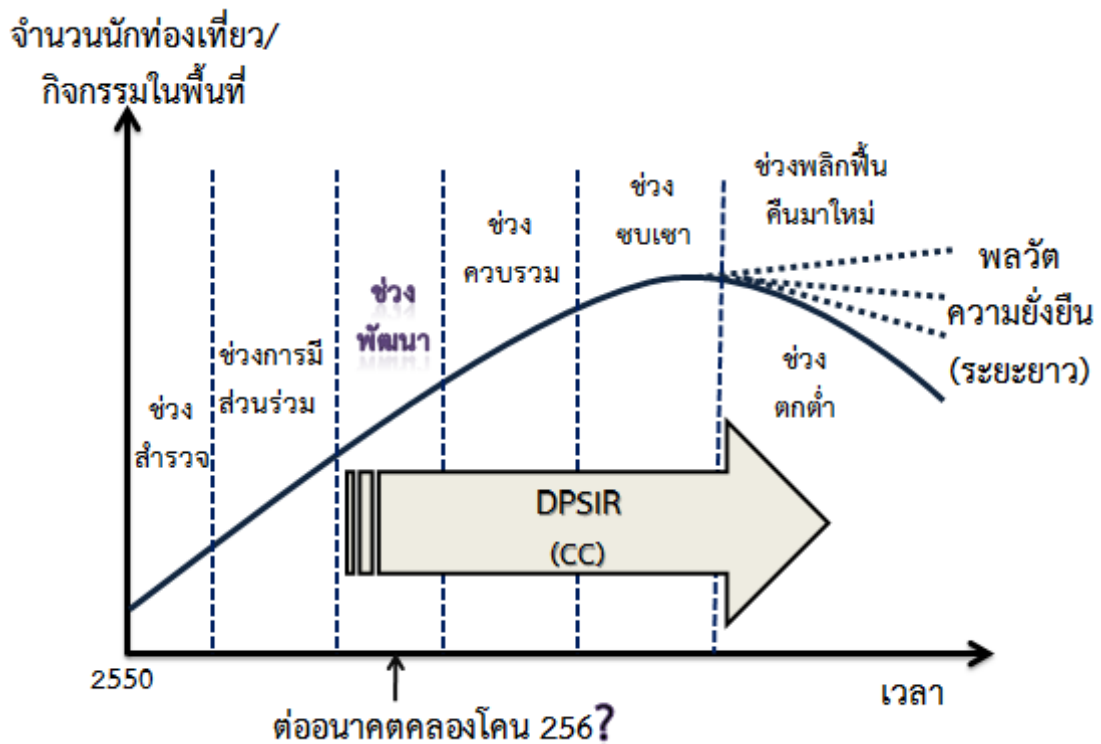 จำนวนนักท่องเที่ยว/
กิจกรรมในพื้นที่
ช่วง
สำรวจ
ช่วงการมี
ส่วนร่วม
ช่วง
พัฒนา
ช่วง
ควบรวม
ช่วง
ซบเซา
ช่วงพลิกฟื้น
คืนมาใหม่
พลวัต
ความยั่งยืน
(ระยะยาว)
ช่วง
ตกต่ำ
DPSIR
(CC)
2550
เวลา
ต่ออนาคตคลองโคน 256?